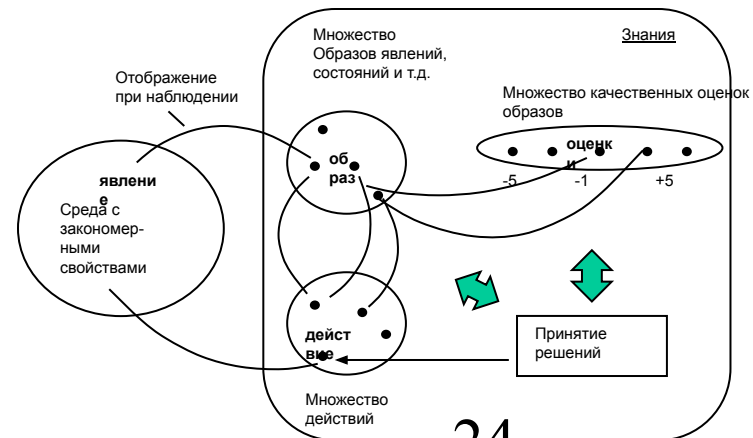 Множество
Образов явлений,
состояний и т.д.
Знания
Отображение
при наблюдении
Множество качественных оценок
образов
об
раз
оценк
и
-5
-1
+5
явлени
е
Среда с
закономер-
ными
свойствами
дейст
вие
Принятие
решений
Множество
действий
24